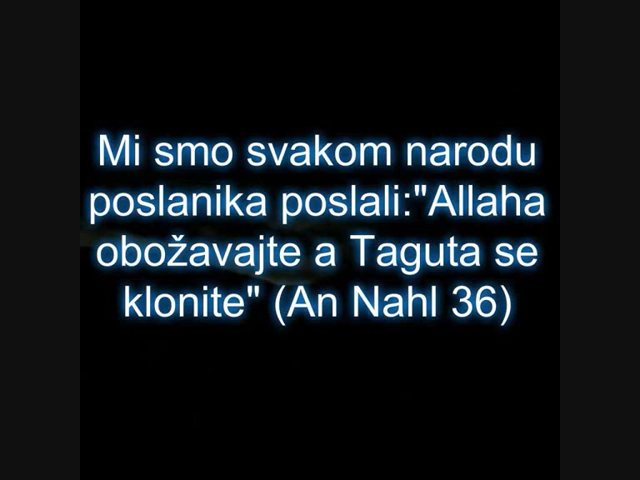 Mi smo svakom narodu
poslanika poslali:"Allaha
obožavajte a Taguta se
klonite" (An Nahl 36)